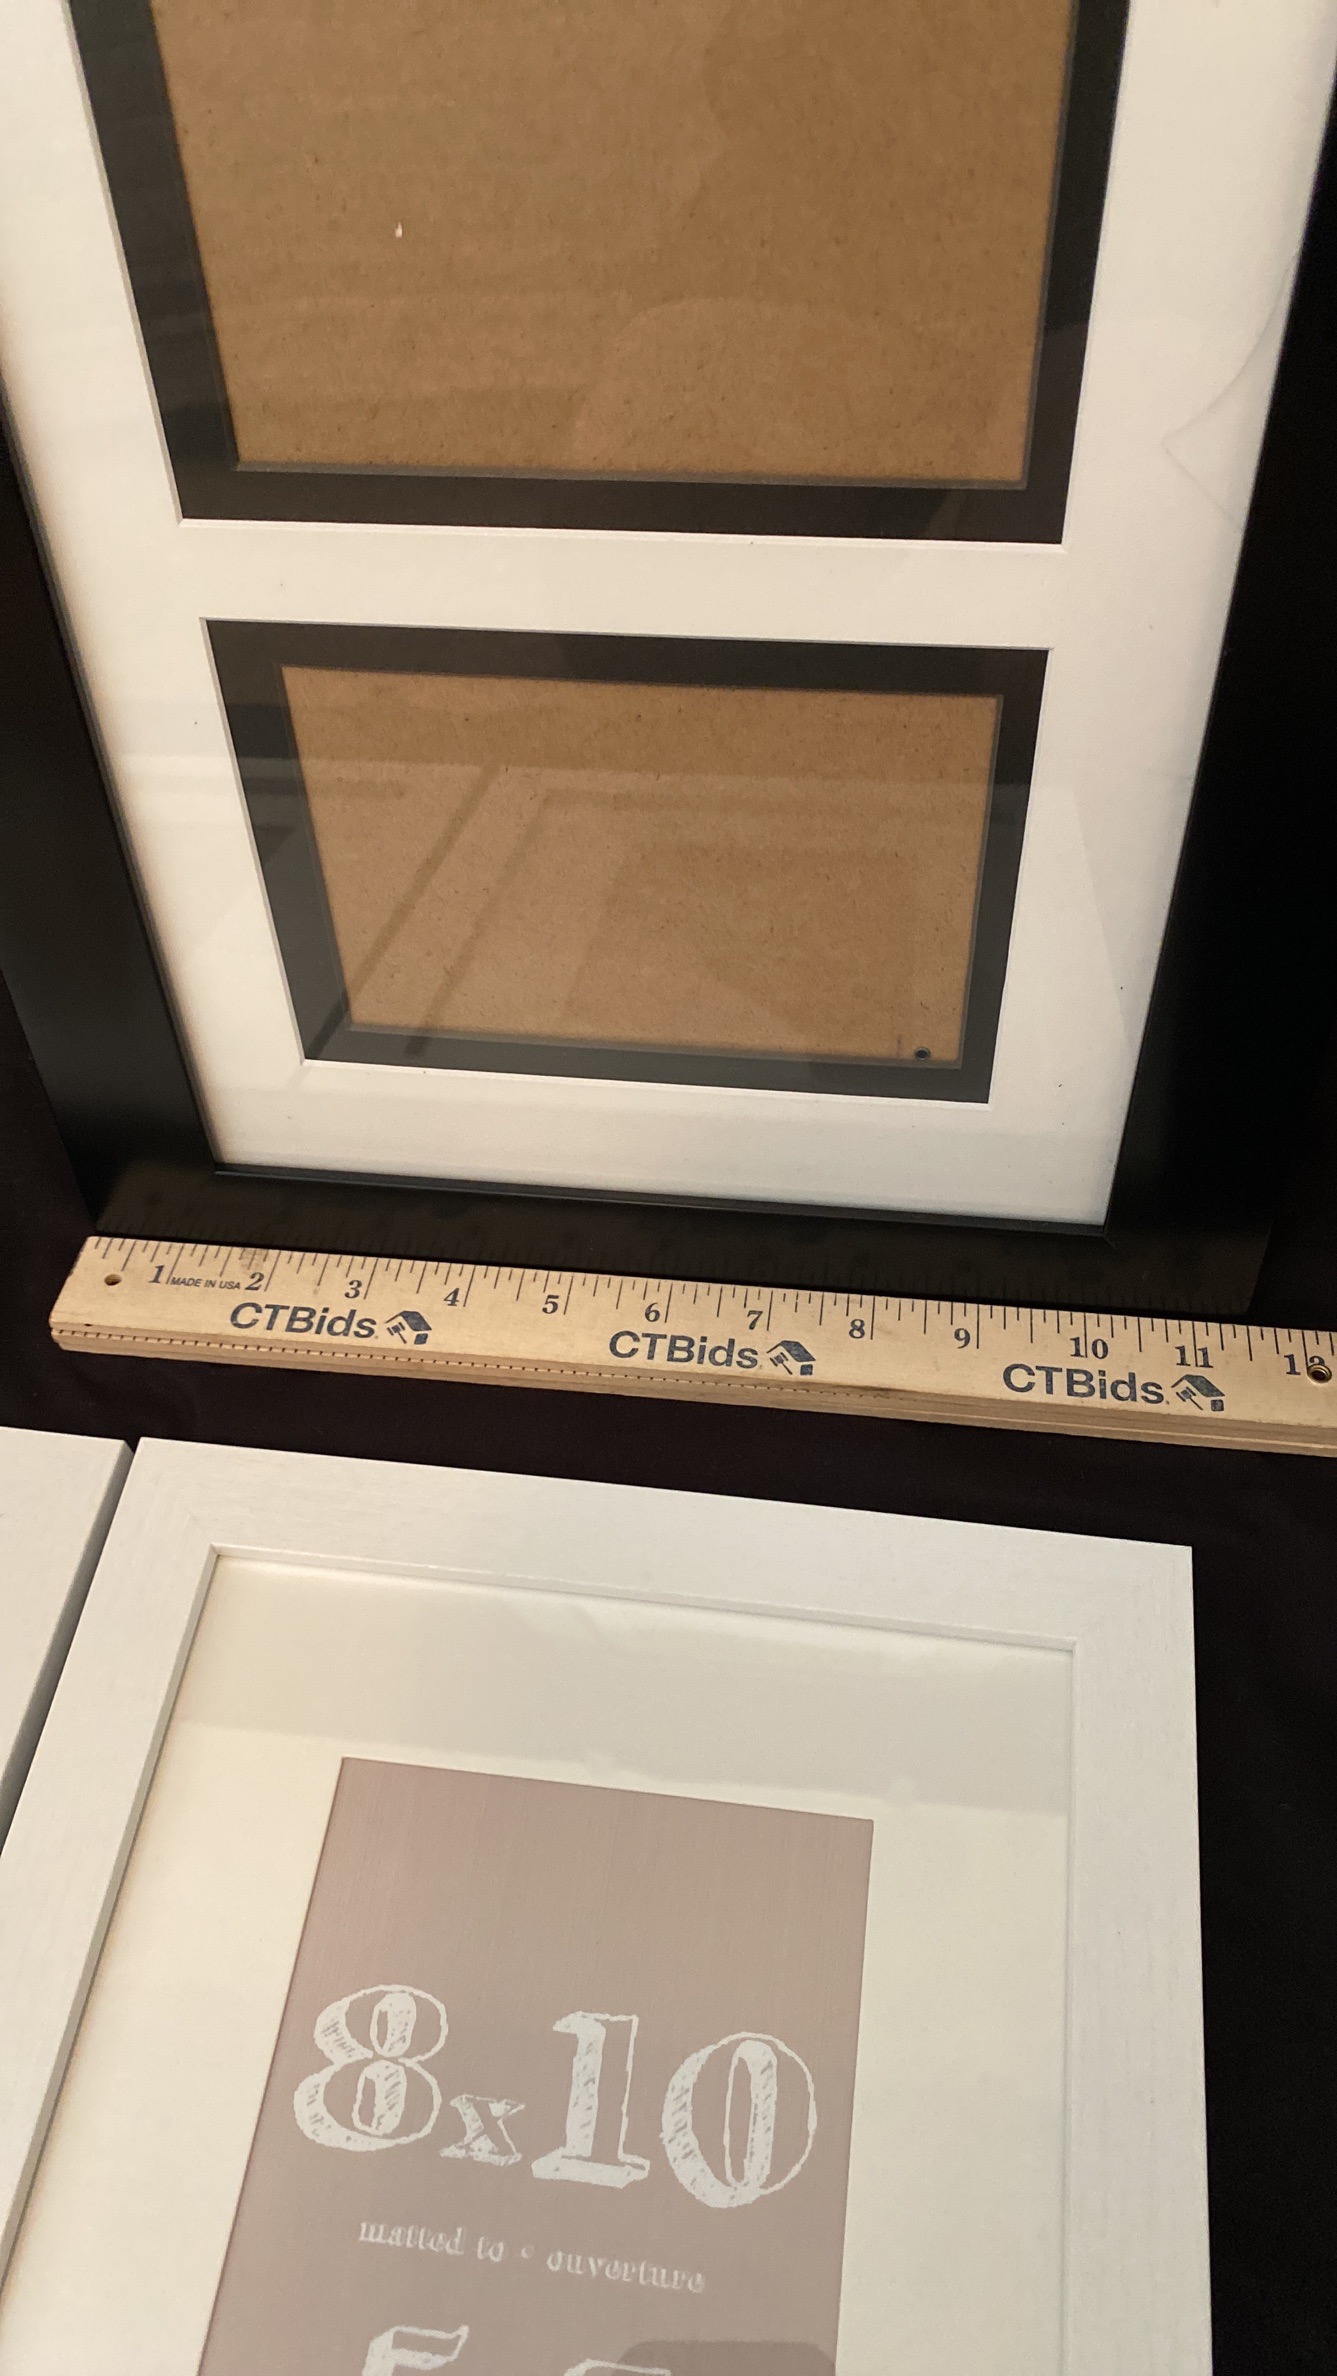 1 MADE IN USA 2 3 4 5 6 7 8 9 10 11 12
CTBids CTBids CTBids
8x10
matted to • ouverture